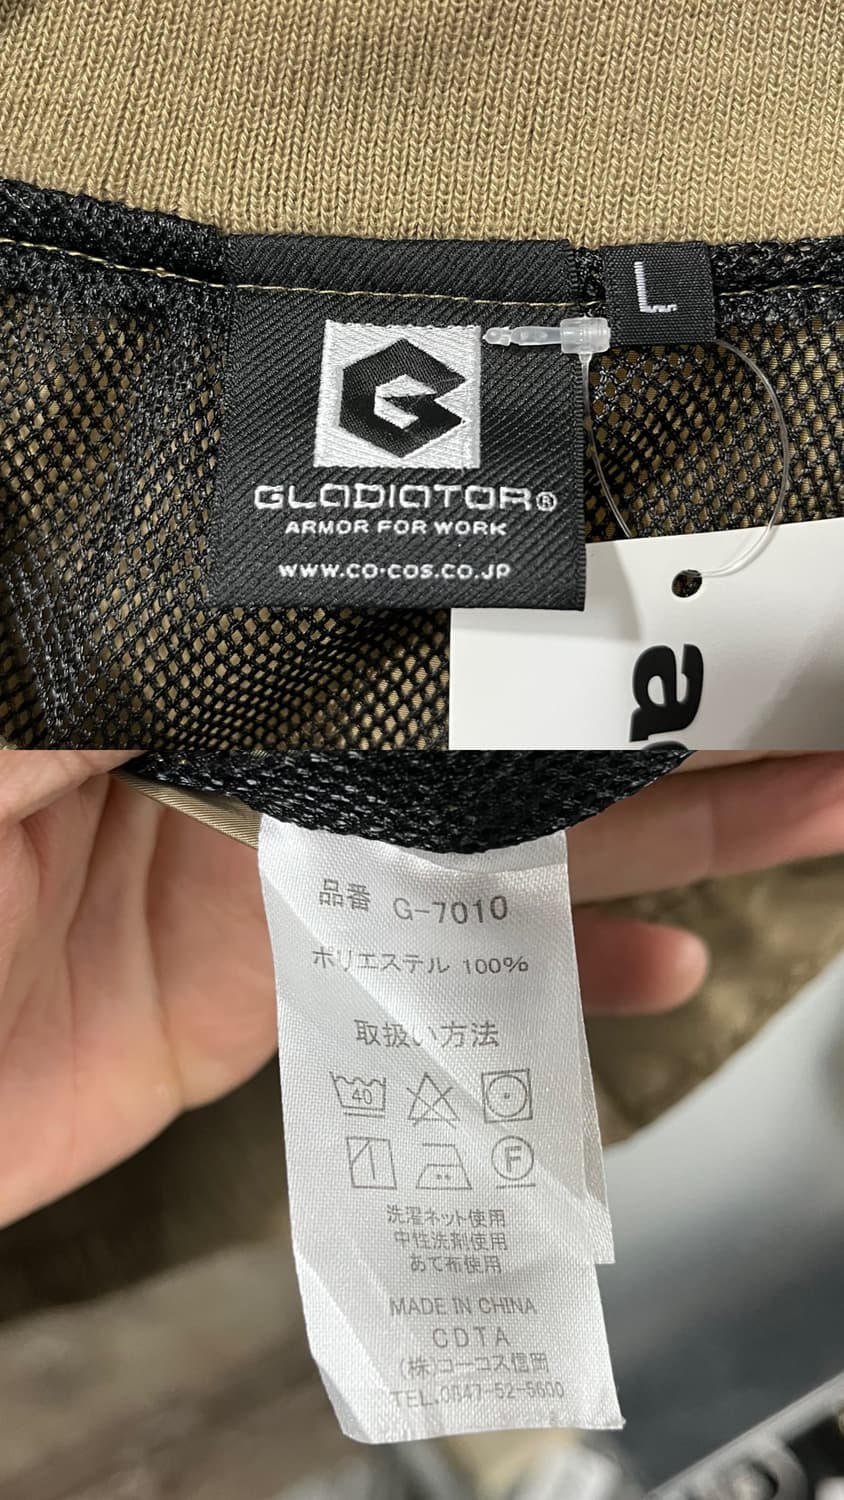 L
GLADIATOR®
ARMOR FOR WORK
WWW.CO-COS.CO.JP
a
品番 G-7010
ポリエステル 100%
取扱い方法
40
F
洗濯ネット使用
中性洗剤使用
あて布使用
MADE IN CHINA
CDTA
(株)コーコス信岡
TEL.0847-52-5600